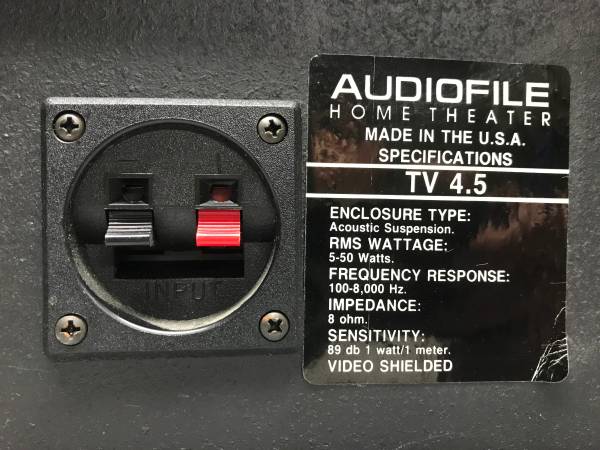 AUDIOFILE
HOME THEATER
MADE IN THE U.S.A.
SPECIFICATIONS
TV 4.5
ENCLOSURE TYPE:
Acoustic Suspension.
RMS WATTAGE:
5-50 Watts.
FREQUENCY RESPONSE:
100-8,000 Hz.
IMPEDANCE:
8 ohm.
SENSITIVITY:
89 db 1 watt/1 meter.
VIDEO SHIELDED
INPUT